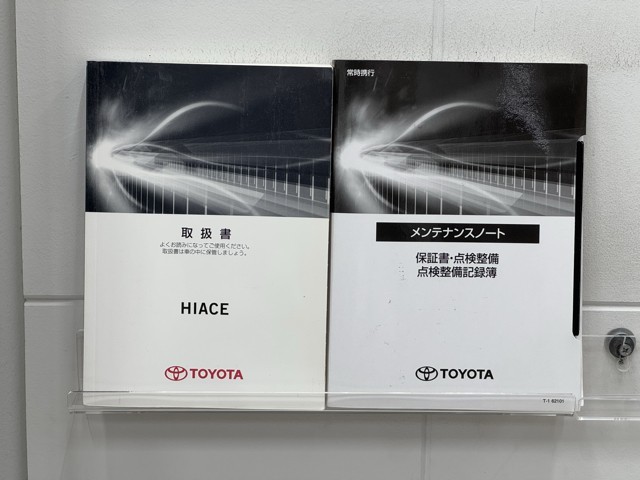 取扱書
よくお読みになってご使用ください。
取扱書は車の中に保管しましょう。
HIACE
TOYOTA
常時携行
メンテナンスノート
保証書・点検整備
点検整備記録簿
TOYOTA
T-I 62101